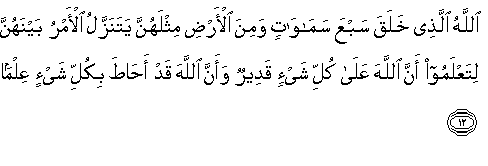 ٱللَّهُ ٱلَّذِى خَلَقَ سَبْعَ سَمَـٰوَٰتٍ وَمِنَ ٱلْأَرْضِ مِثْلَهُنَّ يَتَنَزَّلُ ٱلْأَمْرُ بَيْنَهُنَّ
لِتَعْلَمُوٓا۟ أَنَّ ٱللَّهَ عَلَىٰ كُلِّ شَىْءٍ قَدِيرٌ وَأَنَّ ٱللَّهَ قَدْ أَحَاطَ بِكُلِّ شَىْءٍ عِلْمًۢا
١٢